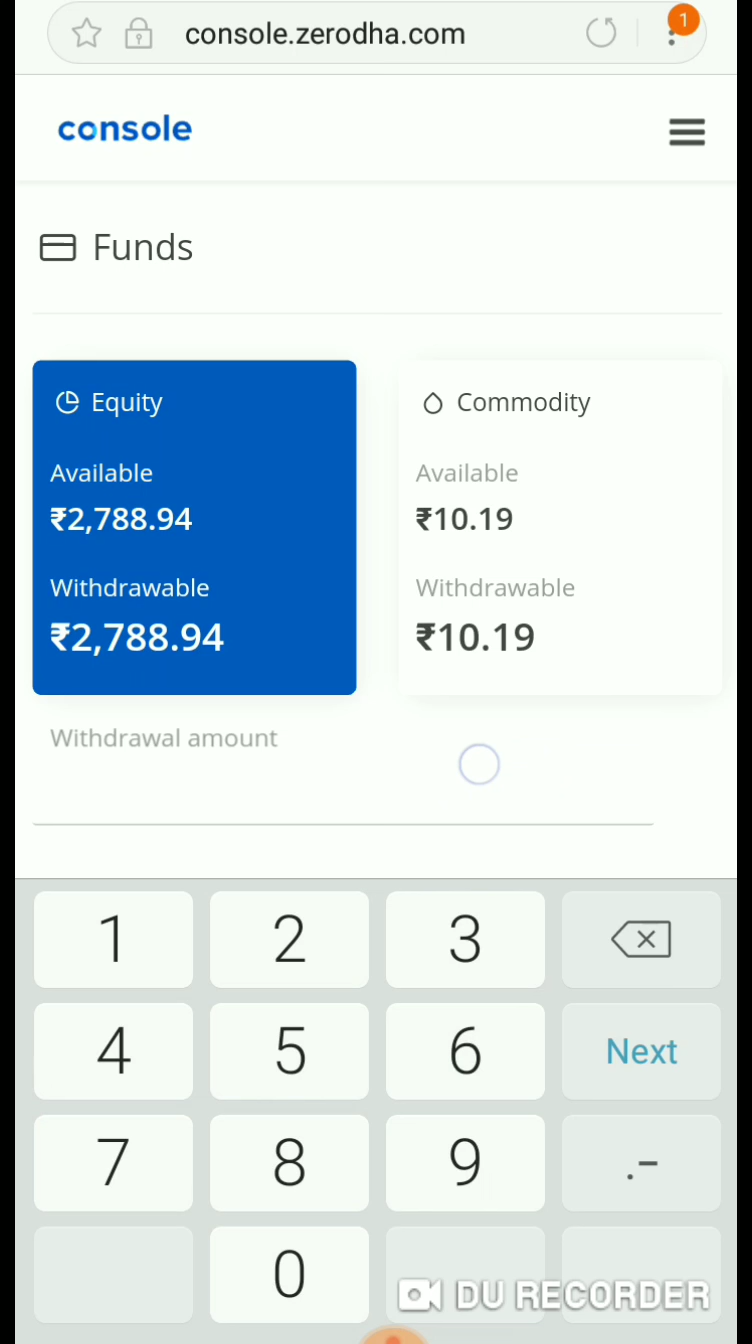 console.zerodha.com
1
console
Funds
Equity
Available
₹2,788.94
Withdrawable
₹2,788.94
Commodity
Available
₹10.19
Withdrawable
₹10.19
Withdrawal amount
1 2 3
4 5 6 Next
7 8 9 .-
0
DU RECORDER